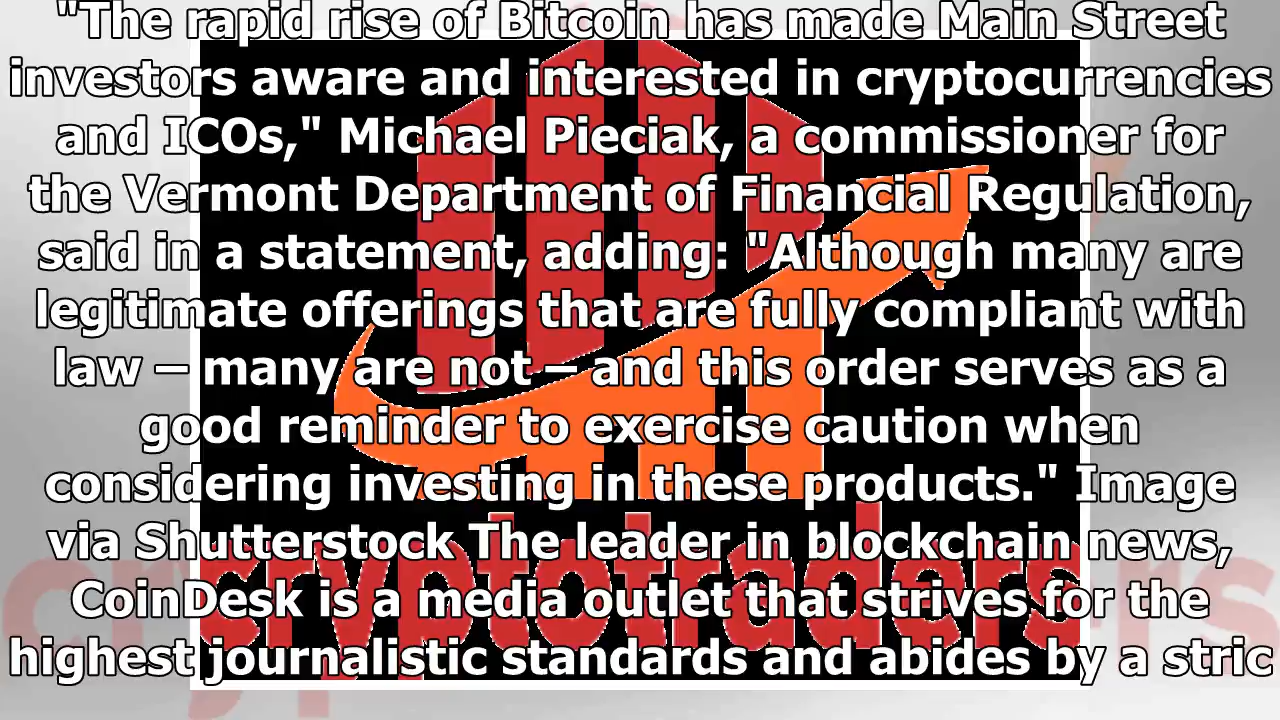 "The rapid rise of Bitcoin has made Main Street
investors aware and interested in cryptocurrencies
and ICOs," Michael Pieciak, a commissioner for
the Vermont Department of Financial Regulation,
said in a statement, adding: "Although many are
legitimate offerings that are fully compliant with
law – many are not – and this order serves as a
good reminder to exercise caution when
considering investing in these products." Image
via Shutterstock The leader in blockchain news,
CoinDesk is a media outlet that strives for the
highest journalistic standards and abides by a stric
cryptotraders